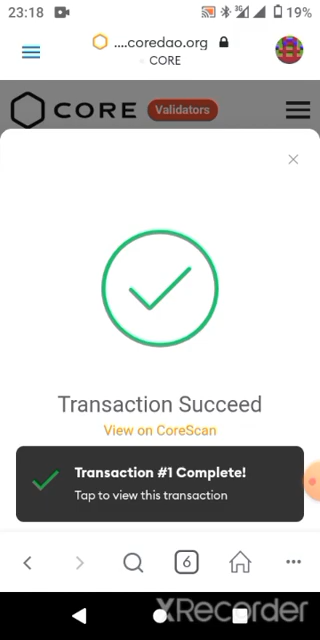 23:18 3G 19%
....coredao.org
CORE
CORE Validators
Transaction Succeed
View on CoreScan
Transaction #1 Complete!
Tap to view this transaction
6
XRecorder